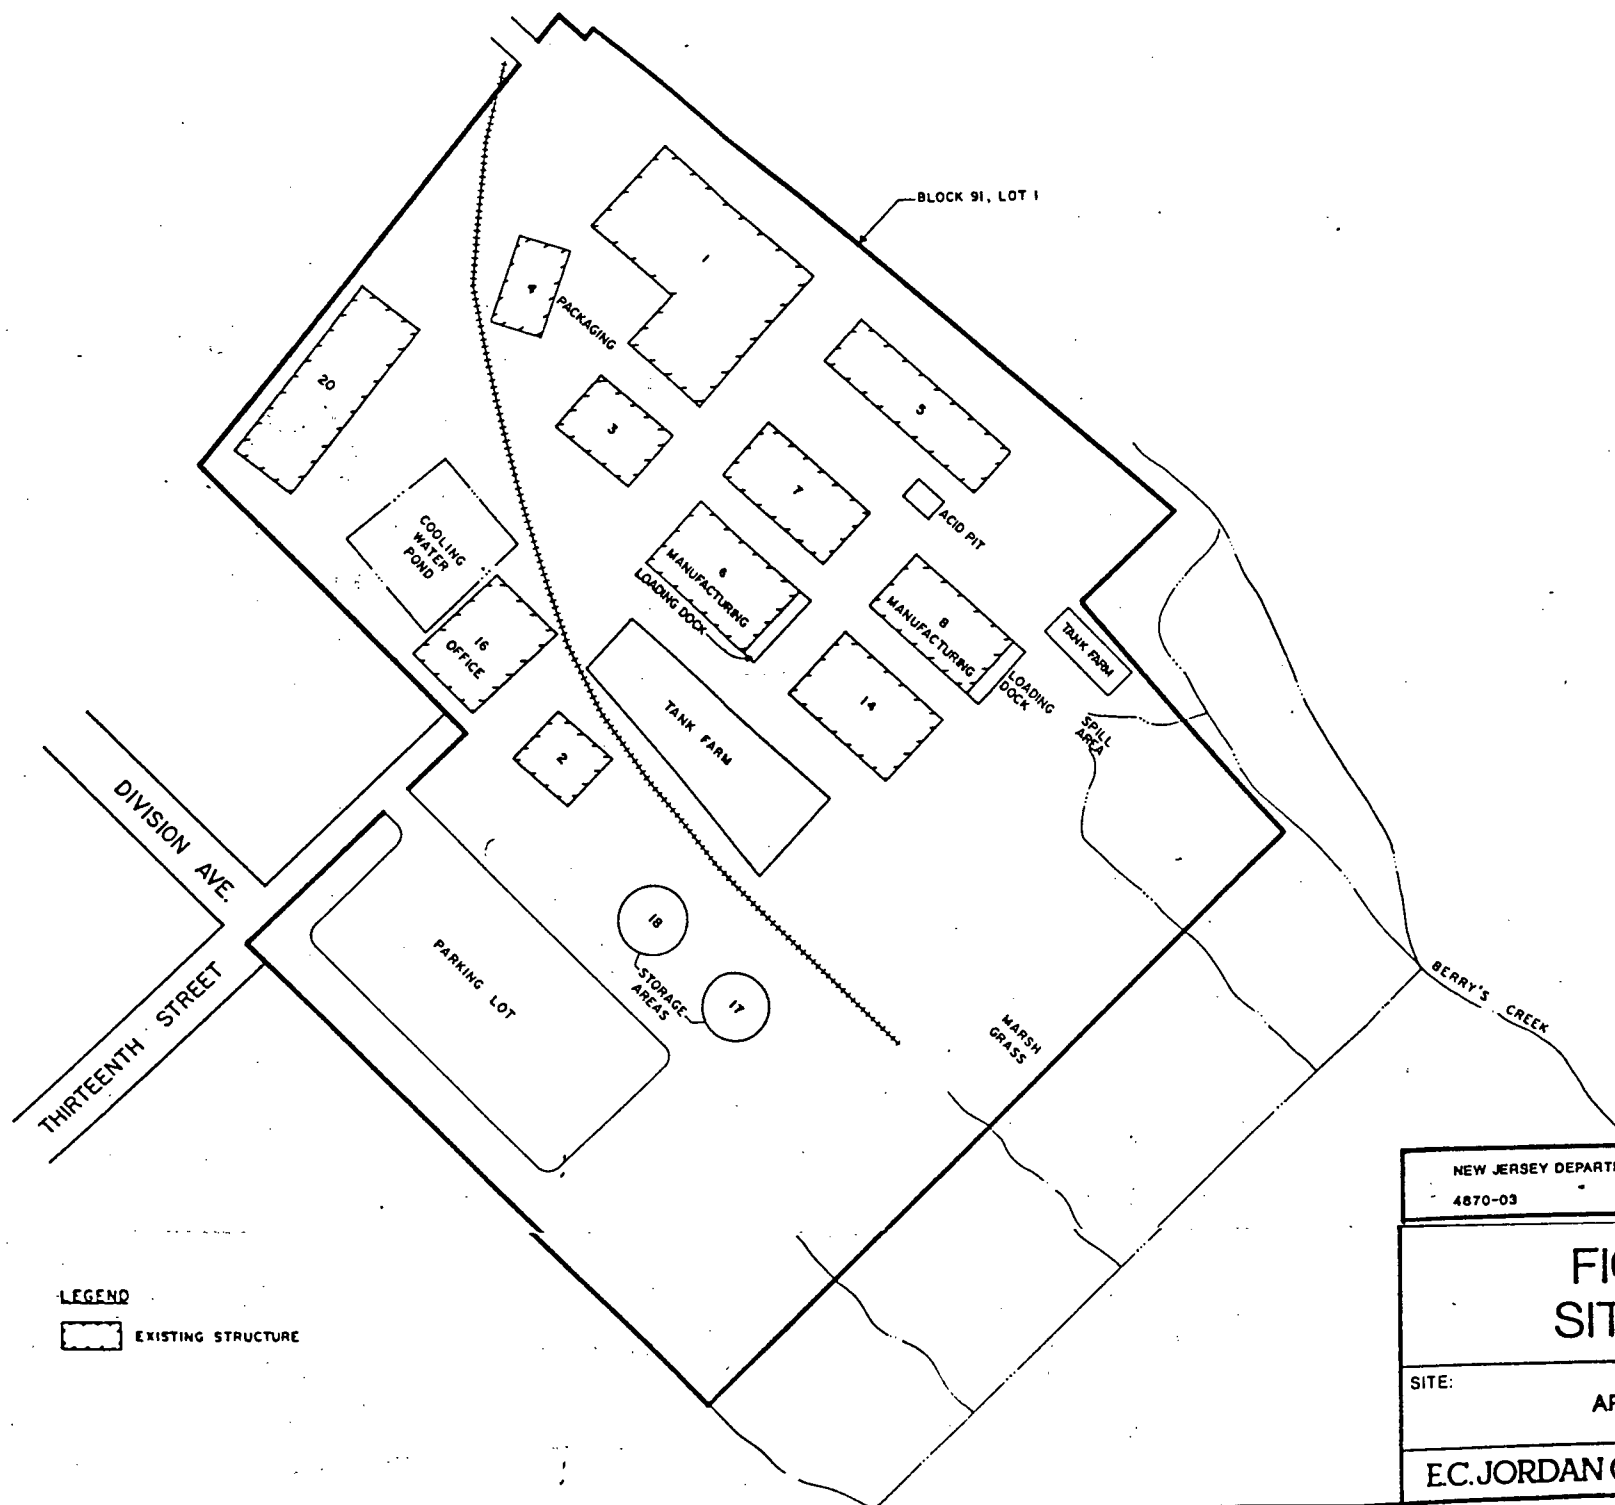 BLOCK 91, LOT 1
1
4
PACKAGING
20
3
5
7
ACID PIT
COOLING
WATER
POND
6
MANUFACTURING
LOADING DOCK
8
MANUFACTURING
LOADING
DOCK
TANK FARM
16
OFFICE
14
TANK FARM
SPILL
AREA
2
DIVISION AVE.
18
STORAGE
AREAS
17
PARKING LOT
THIRTEENTH STREET
MARSH
GRASS
BERRY'S CREEK
NEW JERSEY DEPART
4870-03
LEGEND
EXISTING STRUCTURE
FI
SIT
SITE:
AP
E.C. JORDAN